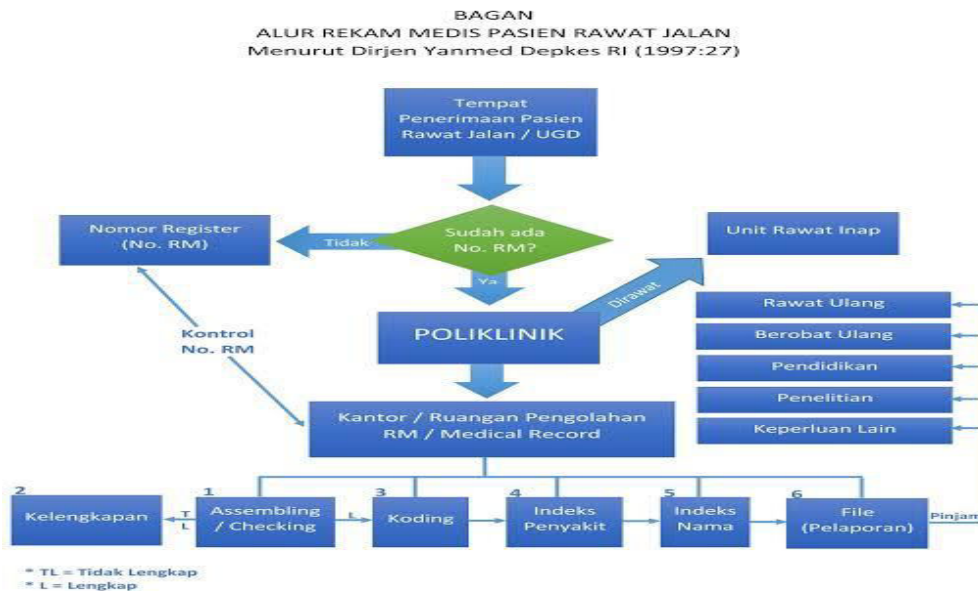 BAGAN
ALUR REKAM MEDIS PASIEN RAWAT JALAN
Menurut Dirjen Yanmed Depkes RI (1997:27)
Tempat
Penerimaan Pasien
Rawat Jalan / UGD
Sudah ada
No. RM?
Tidak
Nomor Register
(No. RM)
Ya
Unit Rawat Inap
Dirawat
POLIKLINIK
Kontrol
No. RM
Rawat Ulang
Berobat Ulang
Pendidikan
Penelitian
Keperluan Lain
Kantor / Ruangan Pengolahan
RM / Medical Record
2
Kelengkapan
T
L
1
Assembling
/ Checking
L
3
Koding
4
Indeks
Penyakit
5
Indeks
Nama
6
File
(Pelaporan)
Pinjam
* TL = Tidak Lengkap
* L = Lengkap